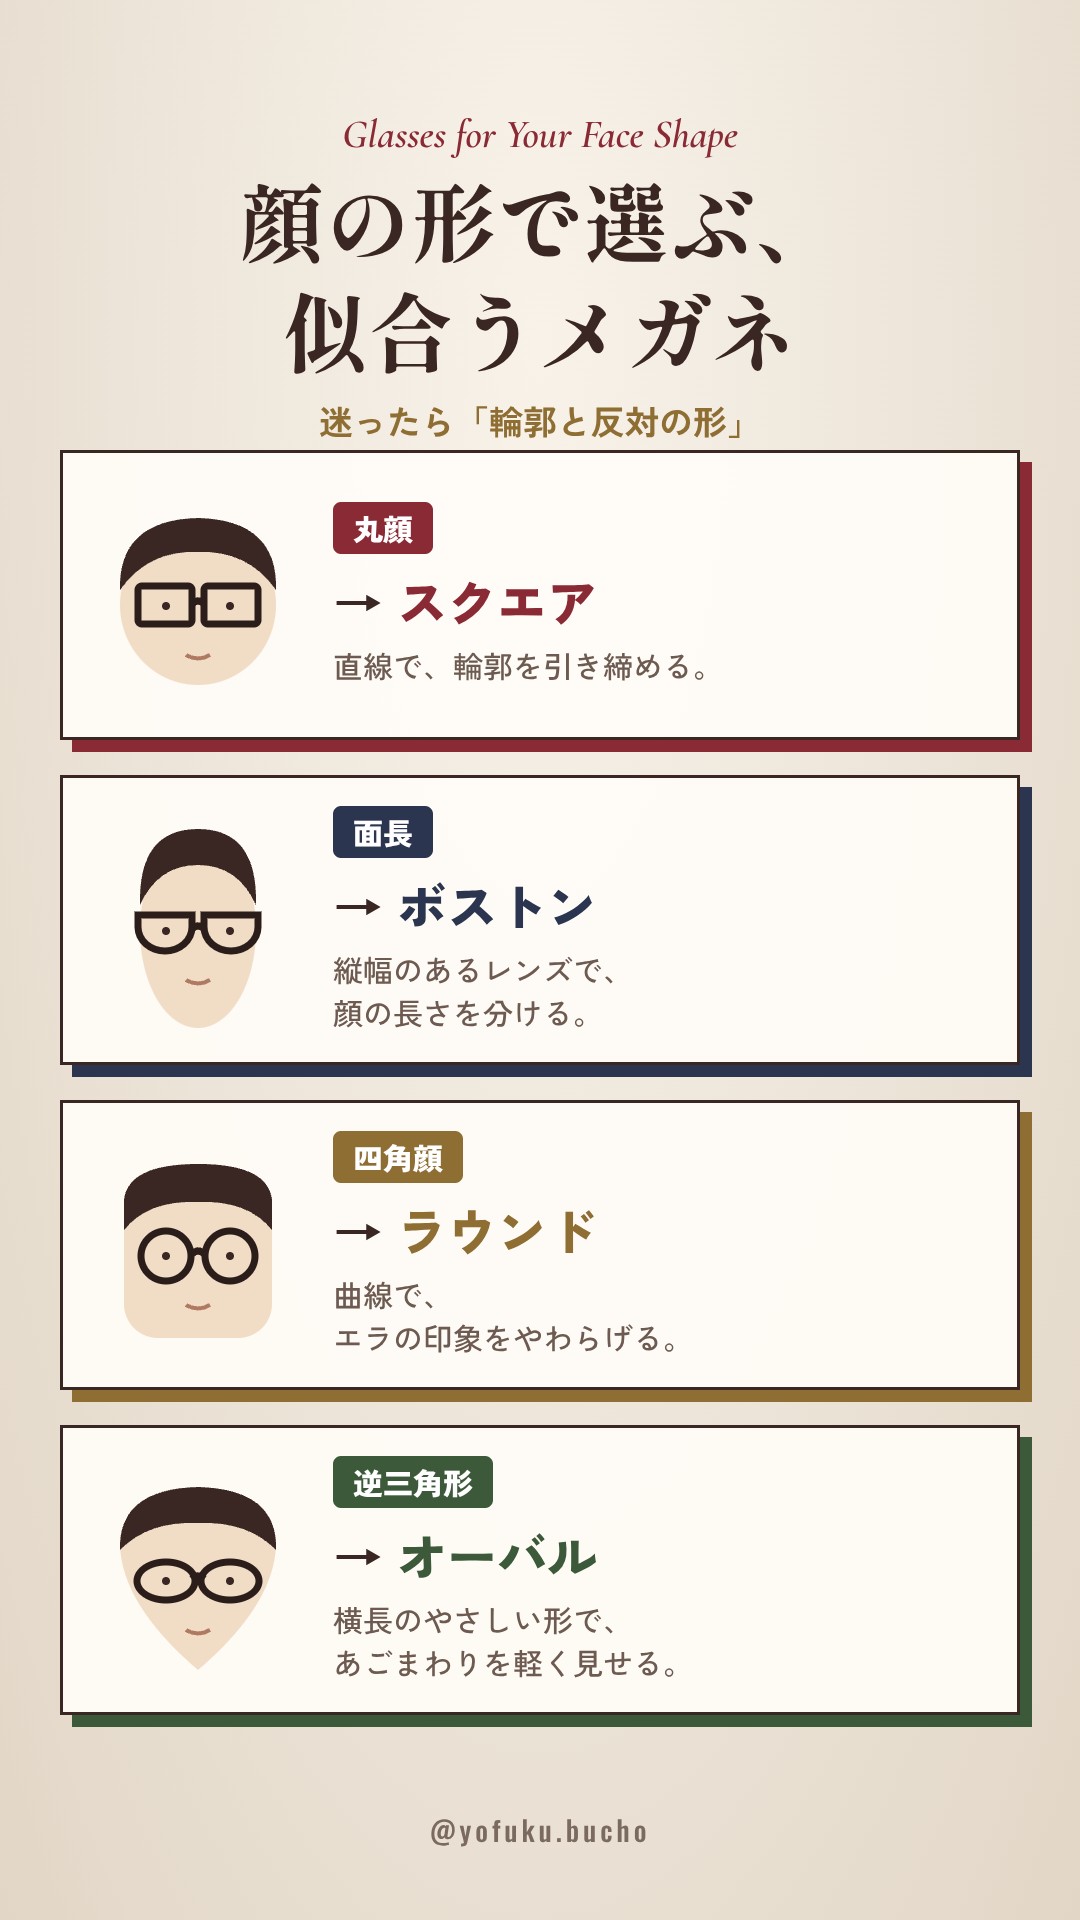 Glasses for Your Face Shape
顔の形で選ぶ、
似合うメガネ
迷ったら「輪郭と反対の形」
丸顔
→ スクエア
直線で、輪郭を引き締める。
面長
→ ボストン
縦幅のあるレンズで、
顔の長さを分ける。
四角顔
→ ラウンド
曲線で、
エラの印象をやわらげる。
逆三角形
→ オーバル
横長のやさしい形で、
あごまわりを軽く見せる。
@yofuku.bucho